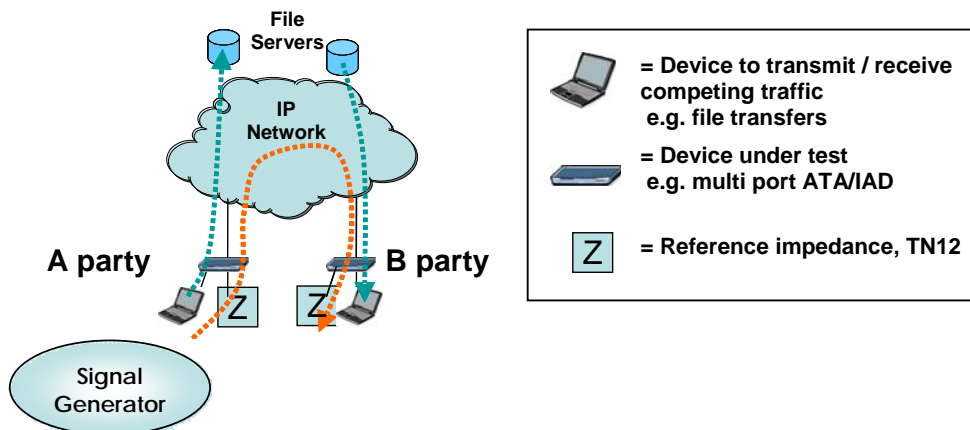 File
Servers
IP
Network
A party
B party
Z
Z
Signal
Generator
= Device to transmit / receive
competing traffic
e.g. file transfers
= Device under test
e.g. multi port ATA/IAD
Z
= Reference impedance, TN12